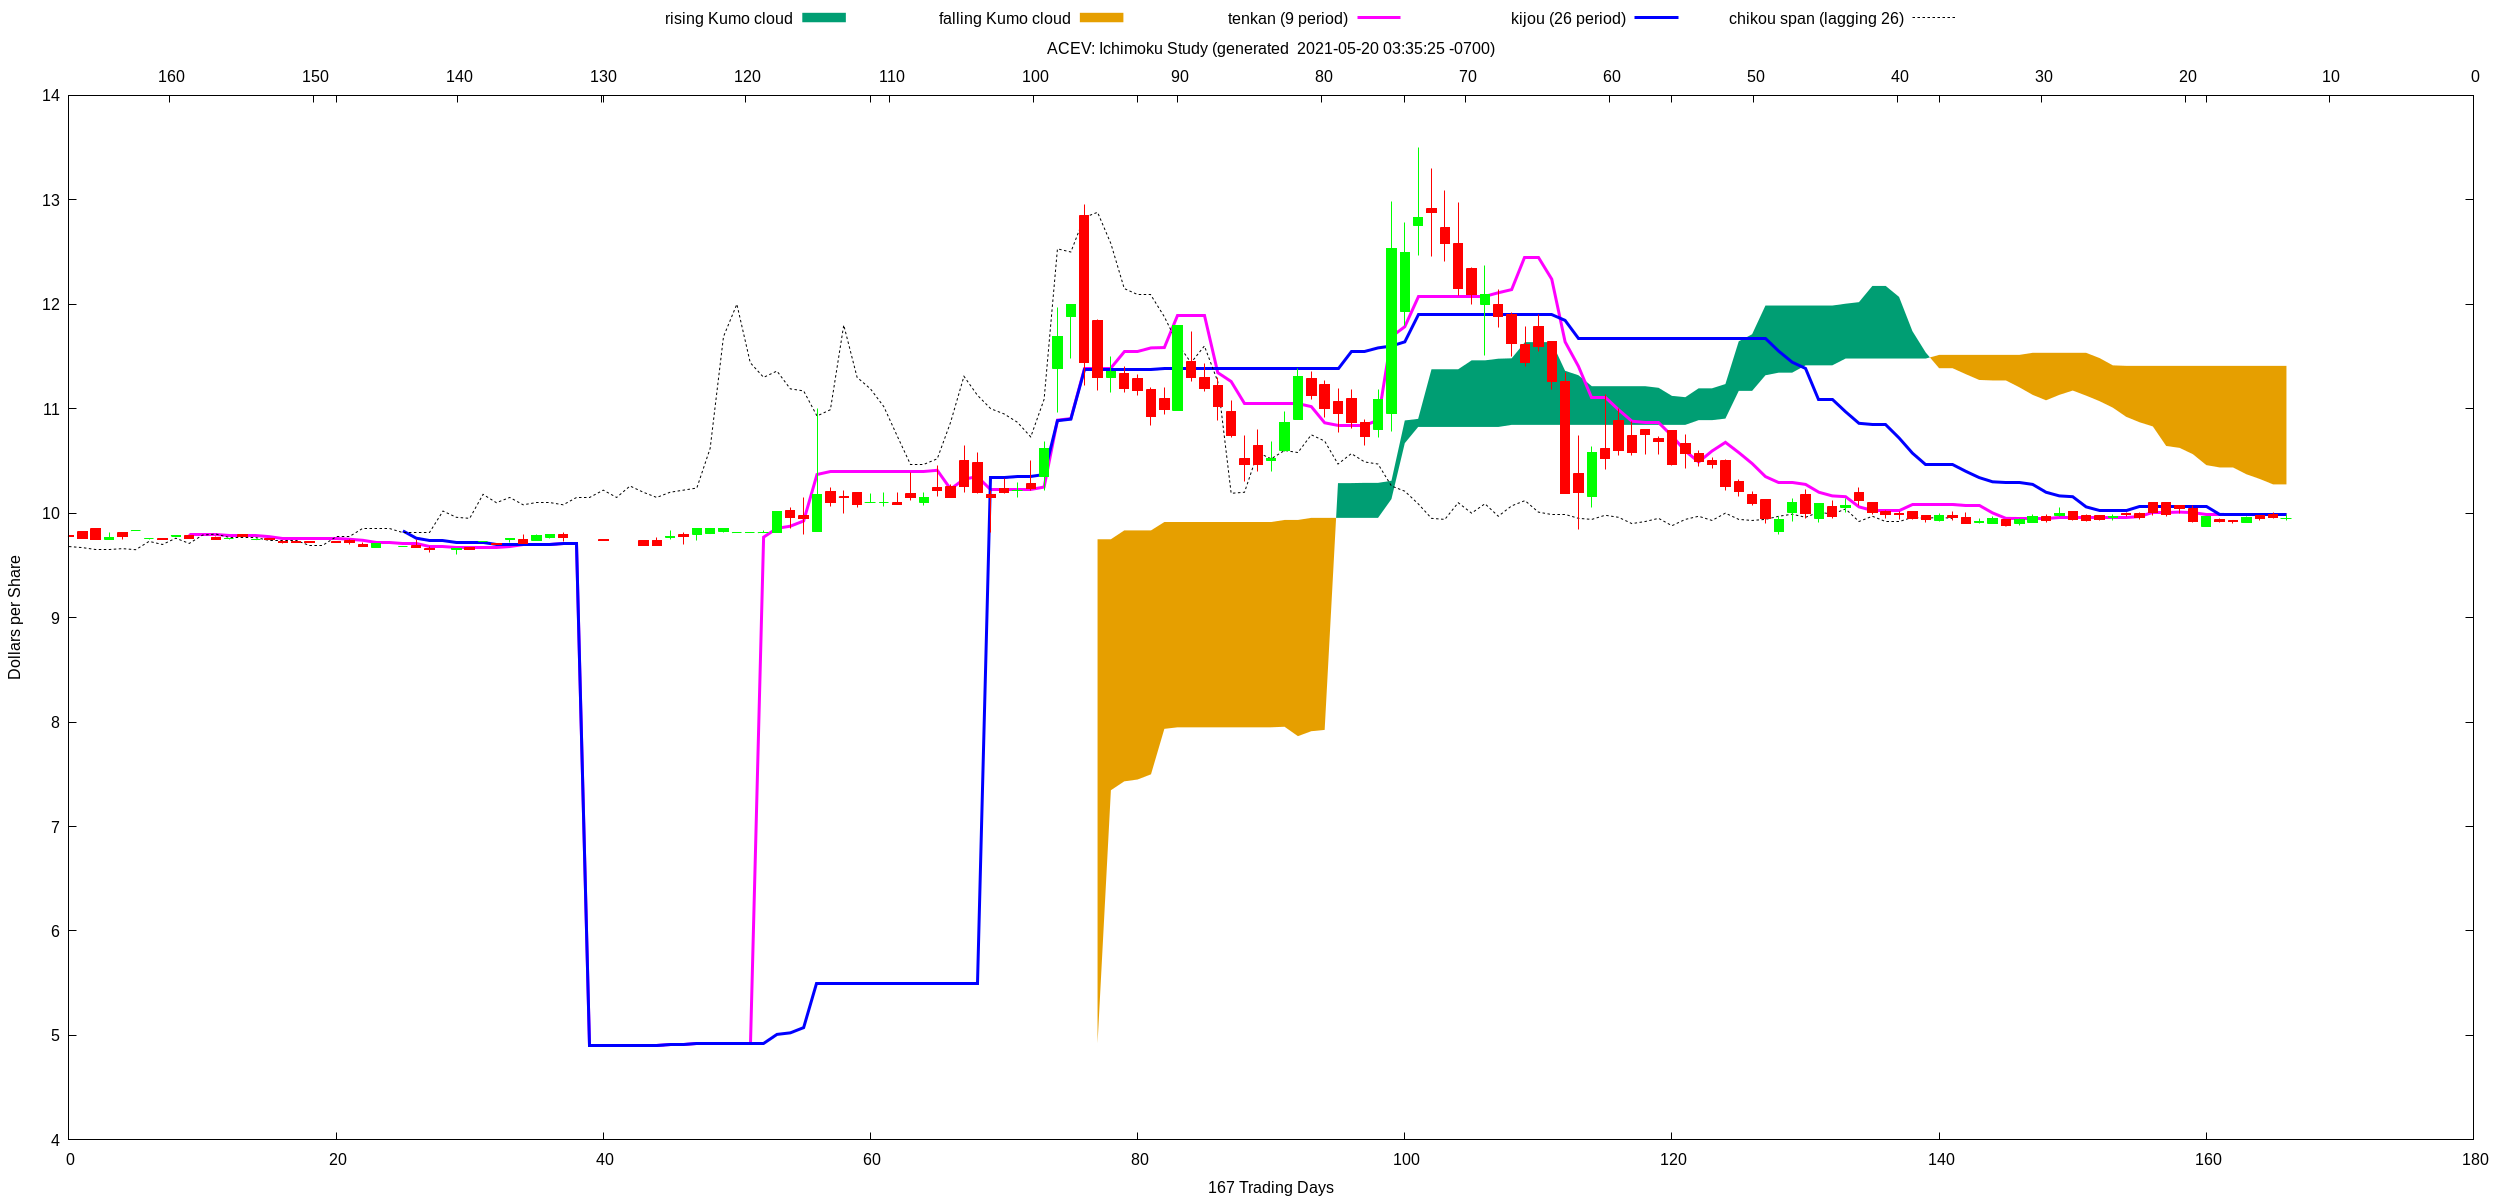 rising Kumo cloud falling Kumo cloud tenkan (9 period) kijou (26 period) chikou span (lagging 26)
ACEV: Ichimoku Study (generated  2021-05-20 03:35:25 -0700)
160 150 140 130 120 110 100 90 80 70 60 50 40 30 20 10 0
14
13
12
11
10
9
8
7
6
5
4
Dollars per Share
0 20 40 60 80 100 120 140 160 180
167 Trading Days